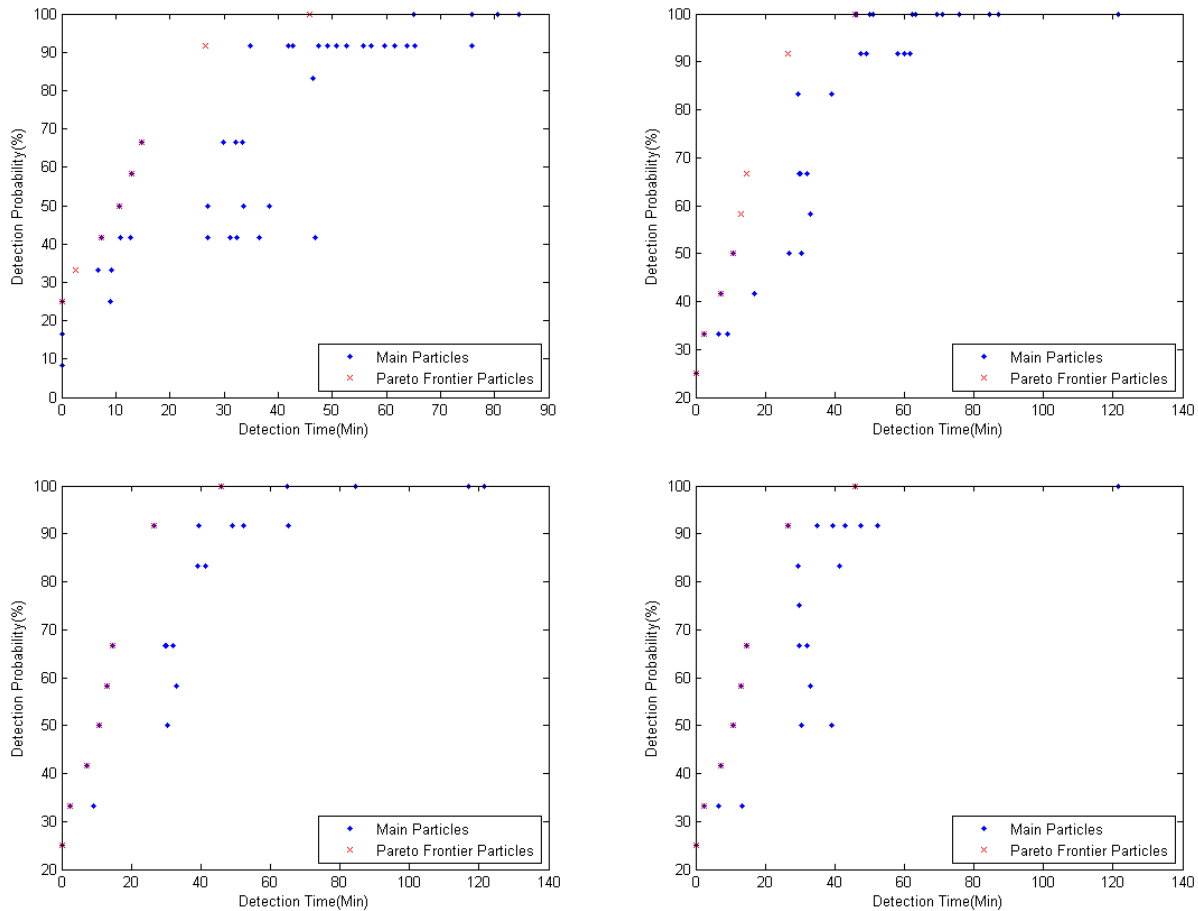 100
90
80
70
60
50
40
30
20
10
0
Detection Probability(%)
Main Particles
Pareto Frontier Particles
0 10 20 30 40 50 60 70 80 90
Detection Time(Min)
100
90
80
70
60
50
40
30
20
Detection Probability(%)
Main Particles
Pareto Frontier Particles
0 20 40 60 80 100 120 140
Detection Time(Min)
100
90
80
70
60
50
40
30
20
Detection Probability(%)
Main Particles
Pareto Frontier Particles
0 20 40 60 80 100 120 140
Detection Time(Min)
100
90
80
70
60
50
40
30
20
Detection Probability(%)
Main Particles
Pareto Frontier Particles
0 20 40 60 80 100 120 140
Detection Time(Min)